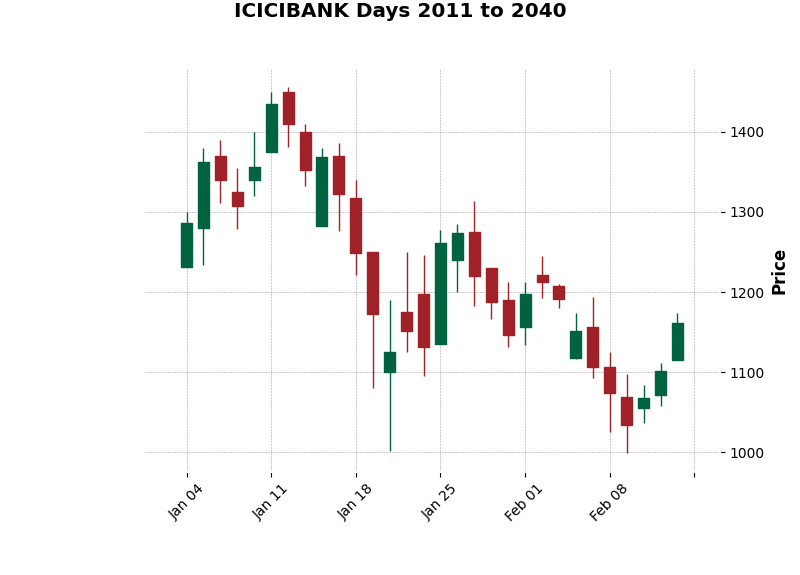 ICICIBANK Days 2011 to 2040
1400
1300
1200
1100
1000
Price
Jan 04
Jan 11
Jan 18
Jan 25
Feb 01
Feb 08